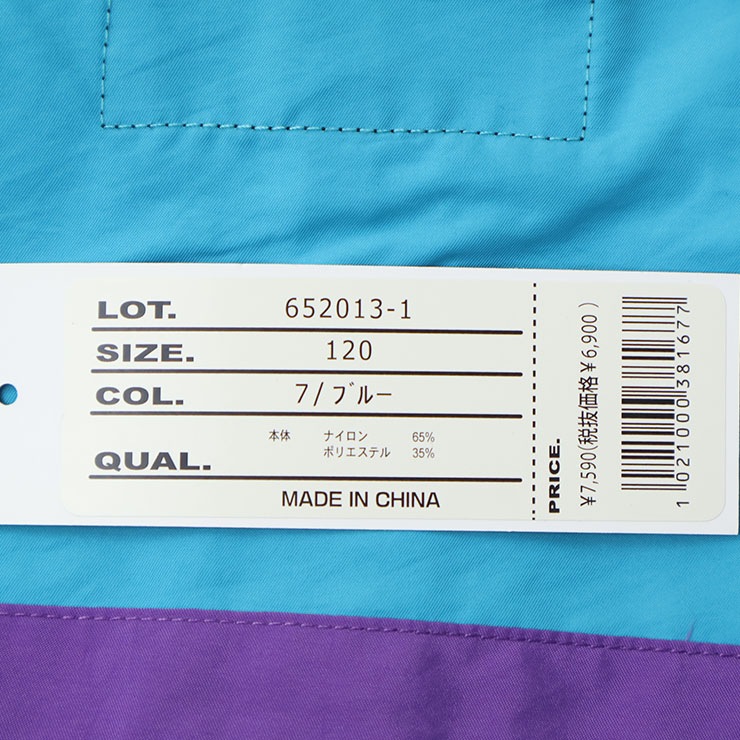 LOT. 652013-1
SIZE. 120
COL. 7/ブルー
QUAL. 本体 ナイロン 65%
ポリエステル 35%
MADE IN CHINA
PRICE.
¥7,590(税抜価格¥6,900)
1021000381677